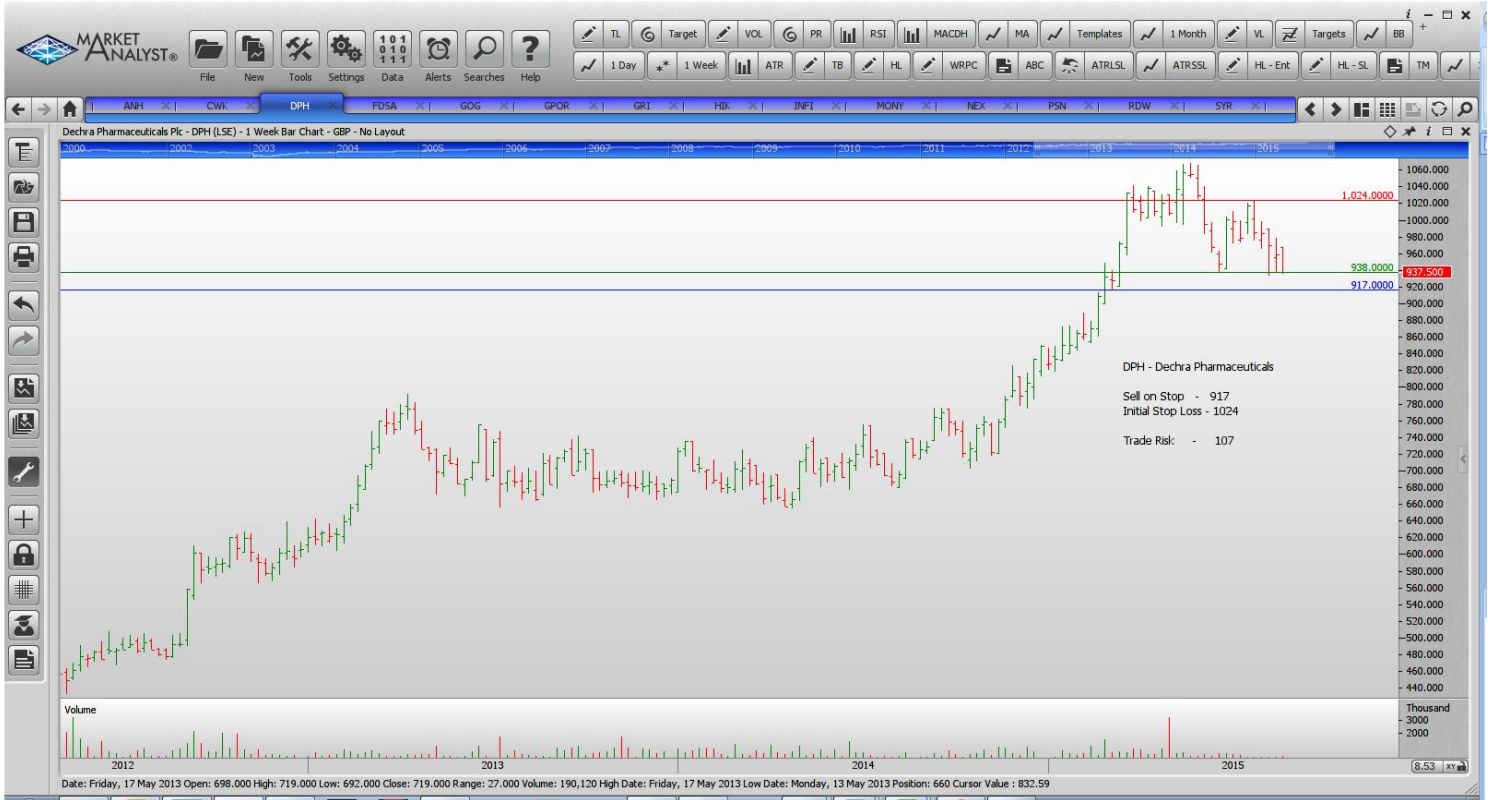 MARKET
ANALYST®
File New Tools Settings Data Alerts Searches Help
TL Target VOL PR RSI MACDH MA Templates 1 Month VL Targets BB
1 Day 1 Week ATR TB HL WRPC ABC ATRLSL ATRSSL HL - Ent HL - SL TM
ANH CWK DPH FDSA GOG GPOR GRI HIK INFI MONY NEX PSN RDW SYR
Dechra Pharmaceuticals Plc - DPH (LSE) - 1 Week Bar Chart - GBP - No Layout
2000 2002 2003 2004 2005 2006 2007 2008 2009 2010 2011 2012 2013 2014 2015
1060.000
1040.000
1,024.0000
1020.000
1000.000
980.000
960.000
938.0000
937.500
917.0000
920.000
900.000
880.000
860.000
840.000
820.000
800.000
780.000
760.000
740.000
720.000
700.000
680.000
660.000
640.000
620.000
600.000
580.000
560.000
540.000
520.000
500.000
480.000
460.000
440.000
DPH - Dechra Pharmaceuticals
Sell on Stop - 917
Initial Stop Loss - 1024
Trade Risk - 107
Volume
Thousand
3000
2000
2012 2013 2014 2015
8.53 XY
Date: Friday, 17 May 2013 Open: 698.000 High: 719.000 Low: 692.000 Close: 719.000 Range: 27.000 Volume: 190,120 High Date: Friday, 17 May 2013 Low Date: Monday, 13 May 2013 Position: 660 Cursor Value : 832.59